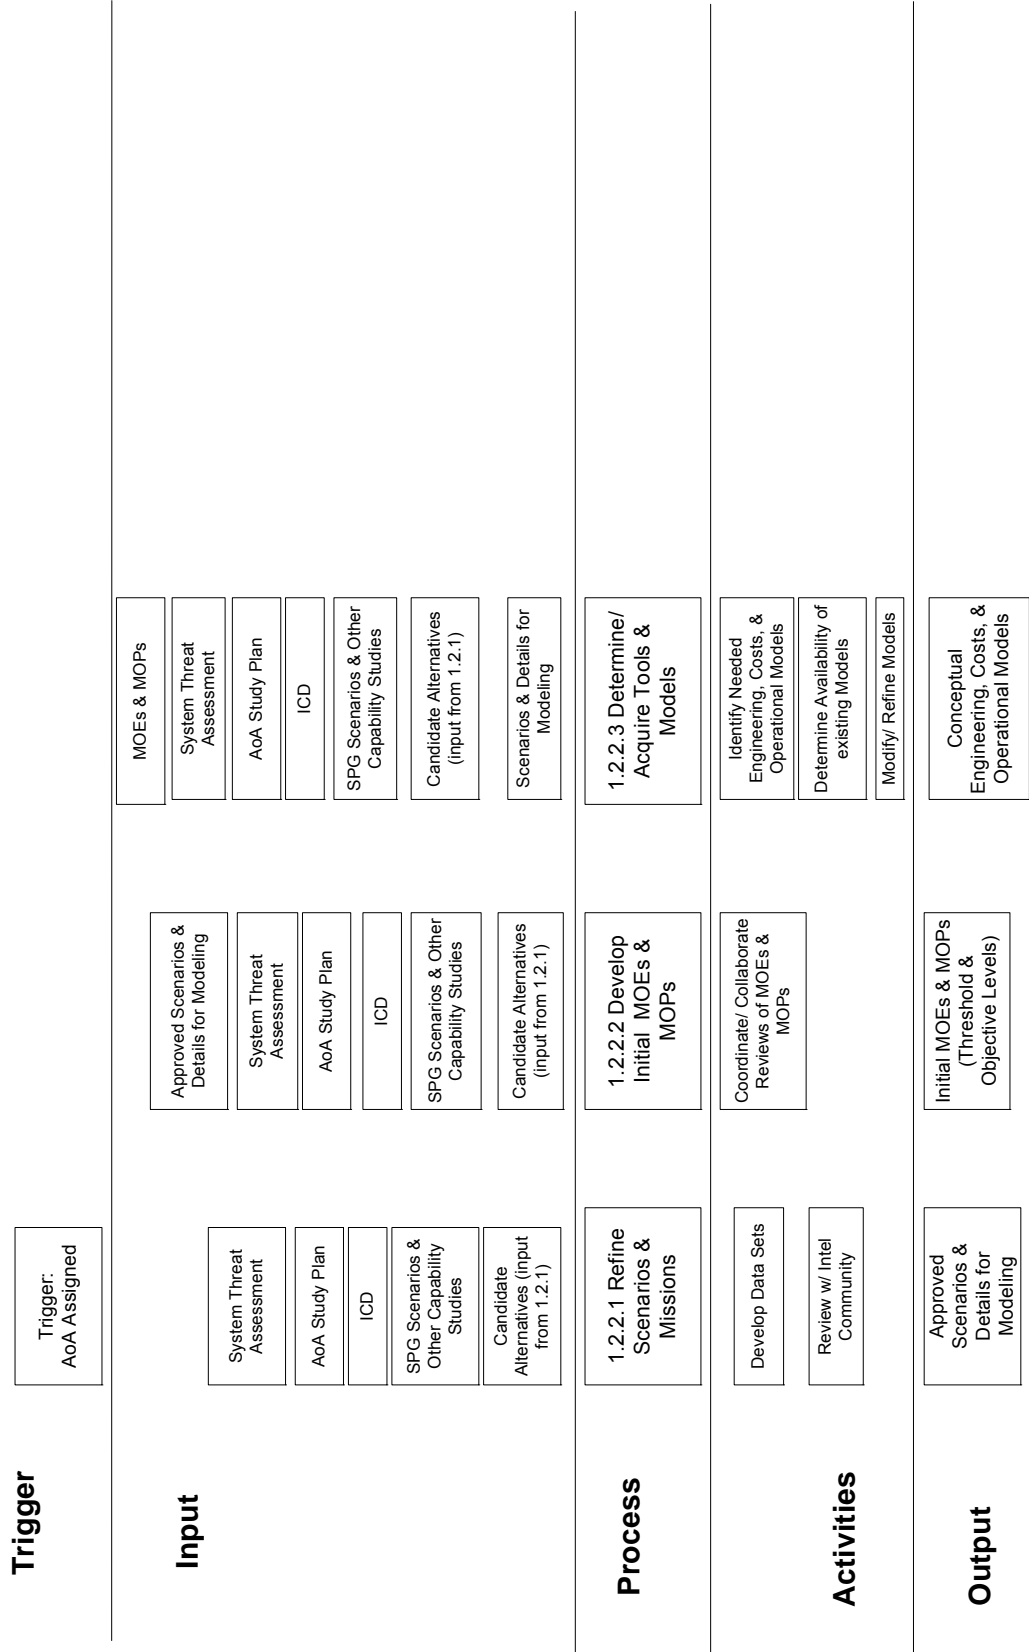 Trigger
Trigger:
AoA Assigned
Input
System Threat
Assessment
AoA Study Plan
ICD
SPG Scenarios &
Other Capability
Studies
Candidate
Alternatives (input
from 1.2.1)
Approved Scenarios &
Details for Modeling
System Threat
Assessment
AoA Study Plan
ICD
SPG Scenarios & Other
Capability Studies
Candidate Alternatives
(input from 1.2.1)
MOEs & MOPs
System Threat
Assessment
AoA Study Plan
ICD
SPG Scenarios & Other
Capability Studies
Candidate Alternatives
(input from 1.2.1)
Scenarios & Details for
Modeling
Process
1.2.2.1 Refine
Scenarios &
Missions
1.2.2.2 Develop
Initial MOEs &
MOPs
1.2.2.3 Determine/
Acquire Tools &
Models
Activities
Develop Data Sets
Review w/ Intel
Community
Coordinate/ Collaborate
Reviews of MOEs &
MOPs
Identify Needed
Engineering, Costs, &
Operational Models
Determine Availability of
existing Models
Modify/ Refine Models
Output
Approved
Scenarios &
Details for
Modeling
Initial MOEs & MOPs
(Threshold &
Objective Levels)
Conceptual
Engineering, Costs, &
Operational Models